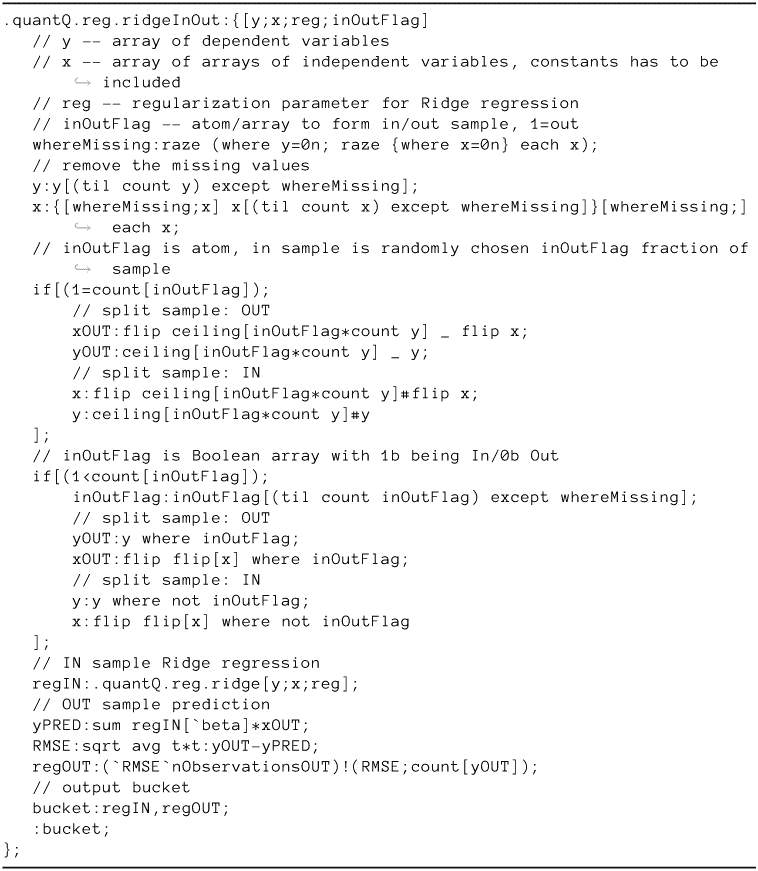 .quantQ.reg.ridgeInOut:{[y;x;reg;inOutFlag]
// y -- array of dependent variables
// x -- array of arrays of independent variables, constants has to be
↪ included
// reg -- regularization parameter for Ridge regression
// inOutFlag -- atom/array to form in/out sample, 1=out
whereMissing:raze (where y=0n; raze {where x=0n} each x);
// remove the missing values
y:y[(til count y) except whereMissing];
x:{[whereMissing;x] x[(til count x) except whereMissing]}[whereMissing;]
↪ each x;
// inOutFlag is atom, in sample is randomly chosen inOutFlag fraction of
↪ sample
if[(1=count[inOutFlag]);
// split sample: OUT
xOUT:flip ceiling[inOutFlag*count y] _ flip x;
yOUT:ceiling[inOutFlag*count y] _ y;
// split sample: IN
x:flip ceiling[inOutFlag*count y]#flip x;
y:ceiling[inOutFlag*count y]#y
];
// inOutFlag is Boolean array with 1b being In/0b Out
if[(1<count[inOutFlag]);
inOutFlag:inOutFlag[(til count inOutFlag) except whereMissing];
// split sample: OUT
yOUT:y where inOutFlag;
xOUT:flip flip[x] where inOutFlag;
// split sample: IN
y:y where not inOutFlag;
x:flip flip[x] where not inOutFlag
];
// IN sample Ridge regression
regIN:.quantQ.reg.ridge[y;x;reg];
// OUT sample prediction
yPRED:sum regIN[`beta]*xOUT;
RMSE:sqrt avg t*t:yOUT-yPRED;
regOUT:(`RMSE`nObservationsOUT)!(RMSE;count[yOUT]);
// output bucket
bucket:regIN,regOUT;
:bucket;
};